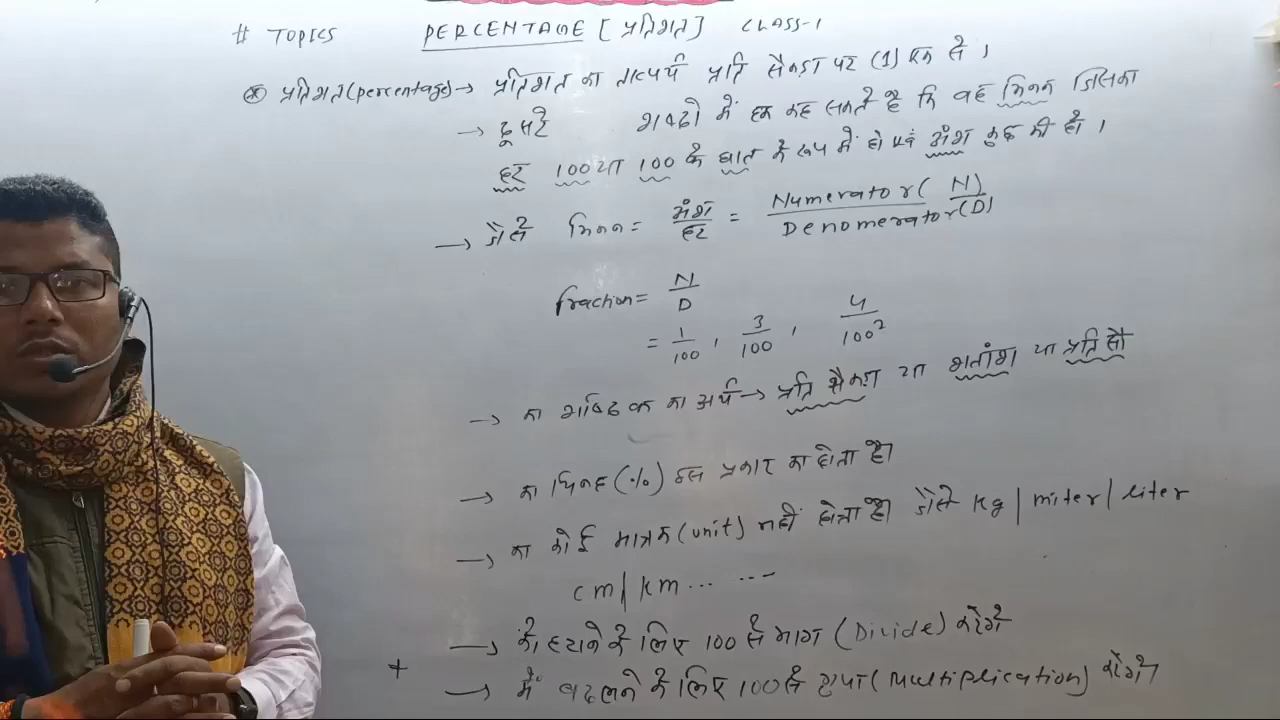 # TOPICS PERCENTAGE [प्रतिशत] CLASS-1
* प्रतिशत(percentage)→ प्रतिशत का तात्पर्य प्रति सैकड़ा पर (1) एक से ।
→ दूसरे शब्दो में हम कह सकते है कि वह भिन्न जिसका
हर 100 या 100 के घात के रूप में हो एवं अंश कुछ भी हो ।
→ जैसे भिन्न = अंश/हर = Numerator(N)/Denomerator(D)
fraction = N/D
= 1/100 , 3/100 , 4/100²
→ का शाब्दिक का अर्थ → प्रति सैकड़ा या शतांश या प्रति सौ
→ का चिन्ह (%) इस प्रकार का होता है।
→ का कोई मात्रक (unit) नहीं होता है। जैसे kg | miter | liter
cm | km... ...
→ को हटाने के लिए 100 से भाग (Divide) करेंगे
+ → में बदलने के लिए 100 से गुणा (Multiplication) करेंगे